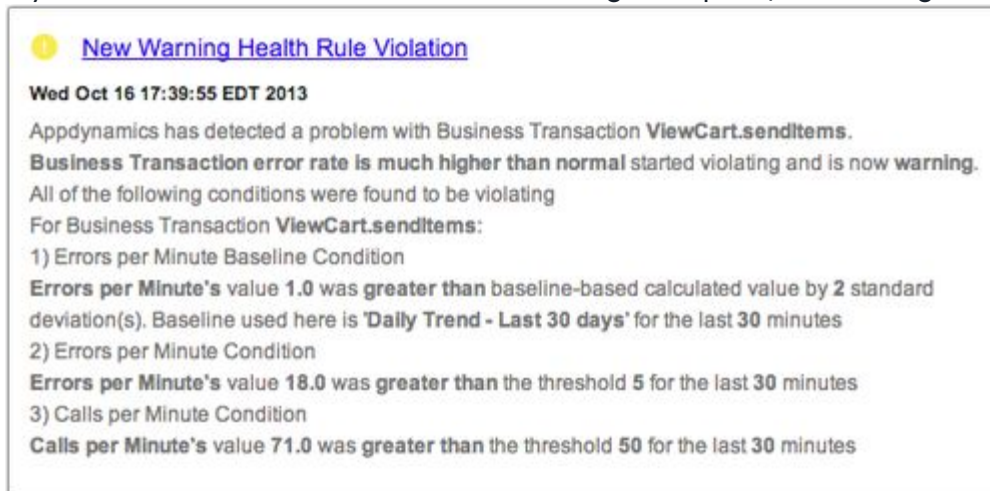 New Warning Health Rule Violation
Wed Oct 16 17:39:55 EDT 2013
Appdynamics has detected a problem with Business Transaction ViewCart.sendItems.
Business Transaction error rate is much higher than normal started violating and is now warning.
All of the following conditions were found to be violating
For Business Transaction ViewCart.sendItems:
1) Errors per Minute Baseline Condition
Errors per Minute's value 1.0 was greater than baseline-based calculated value by 2 standard
deviation(s). Baseline used here is 'Daily Trend - Last 30 days' for the last 30 minutes
2) Errors per Minute Condition
Errors per Minute's value 18.0 was greater than the threshold 5 for the last 30 minutes
3) Calls per Minute Condition
Calls per Minute's value 71.0 was greater than the threshold 50 for the last 30 minutes